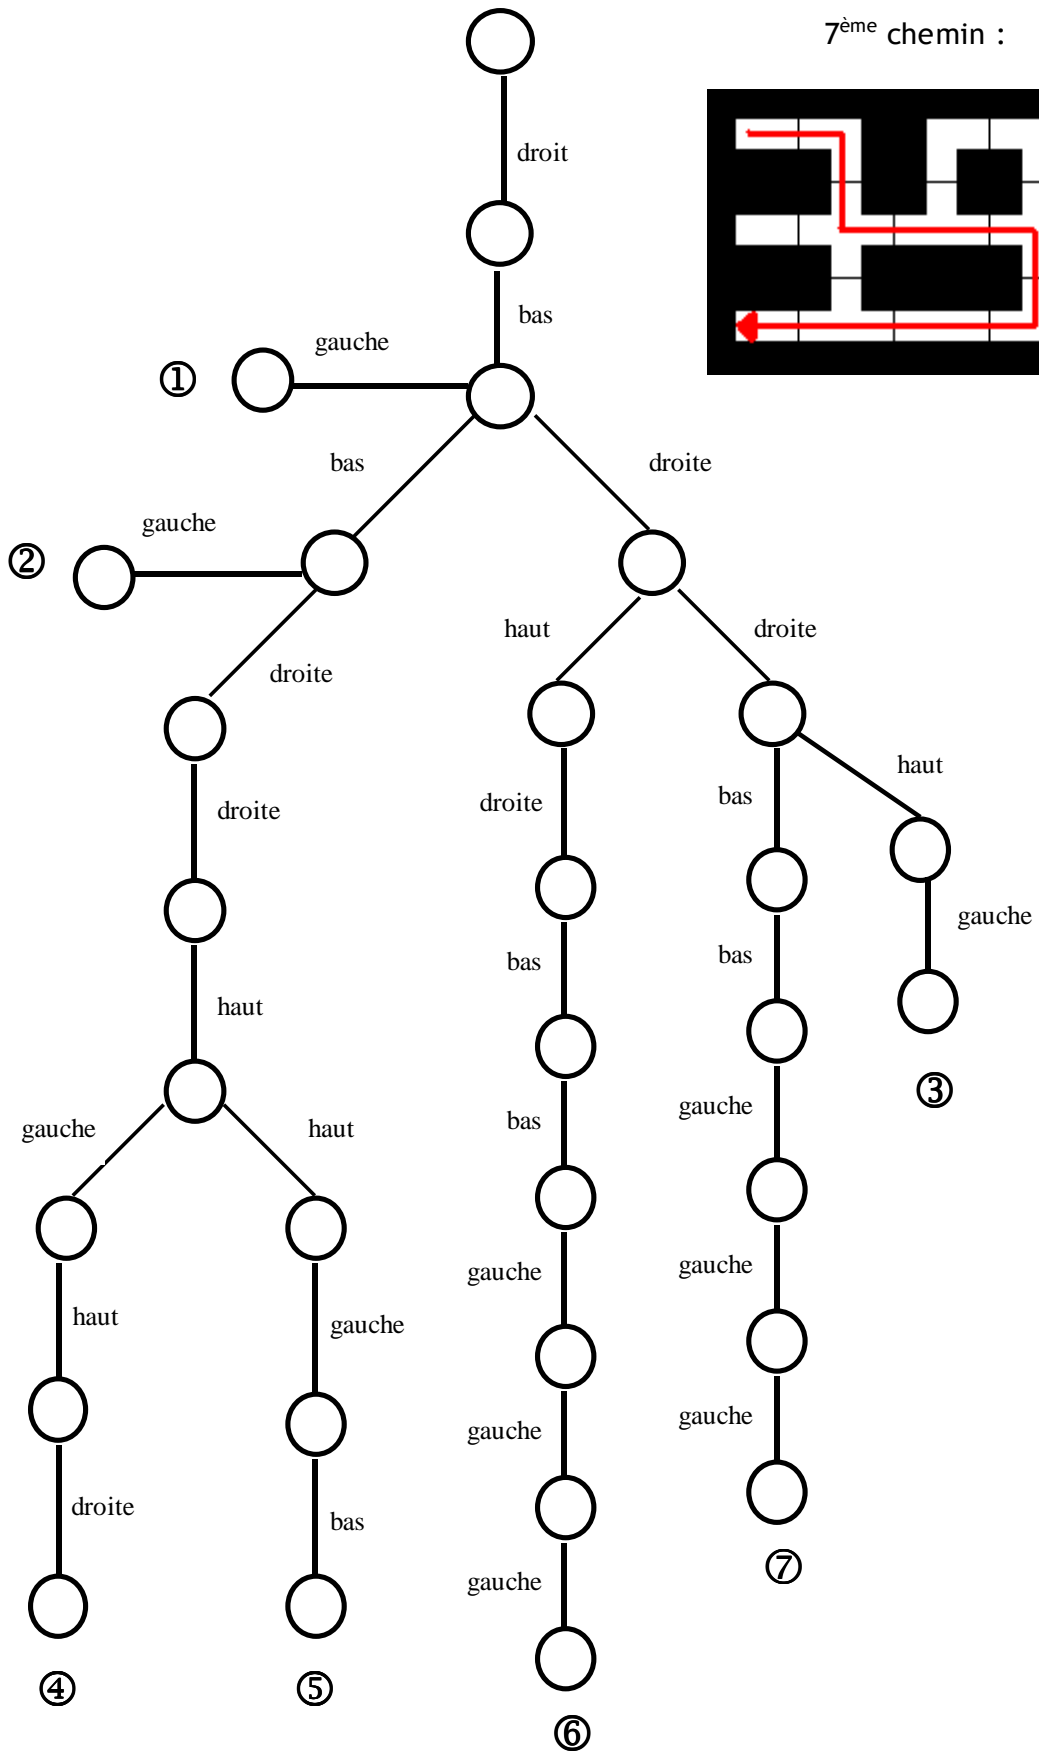 7ème chemin :
droit
bas
gauche
①
bas
droite
gauche
②
haut
droite
droite
haut
droite
bas
droite
gauche
bas
bas
haut
③
gauche
bas
gauche
haut
gauche
gauche
haut
gauche
gauche
gauche
droite
bas
⑦
gauche
④
⑤
⑥